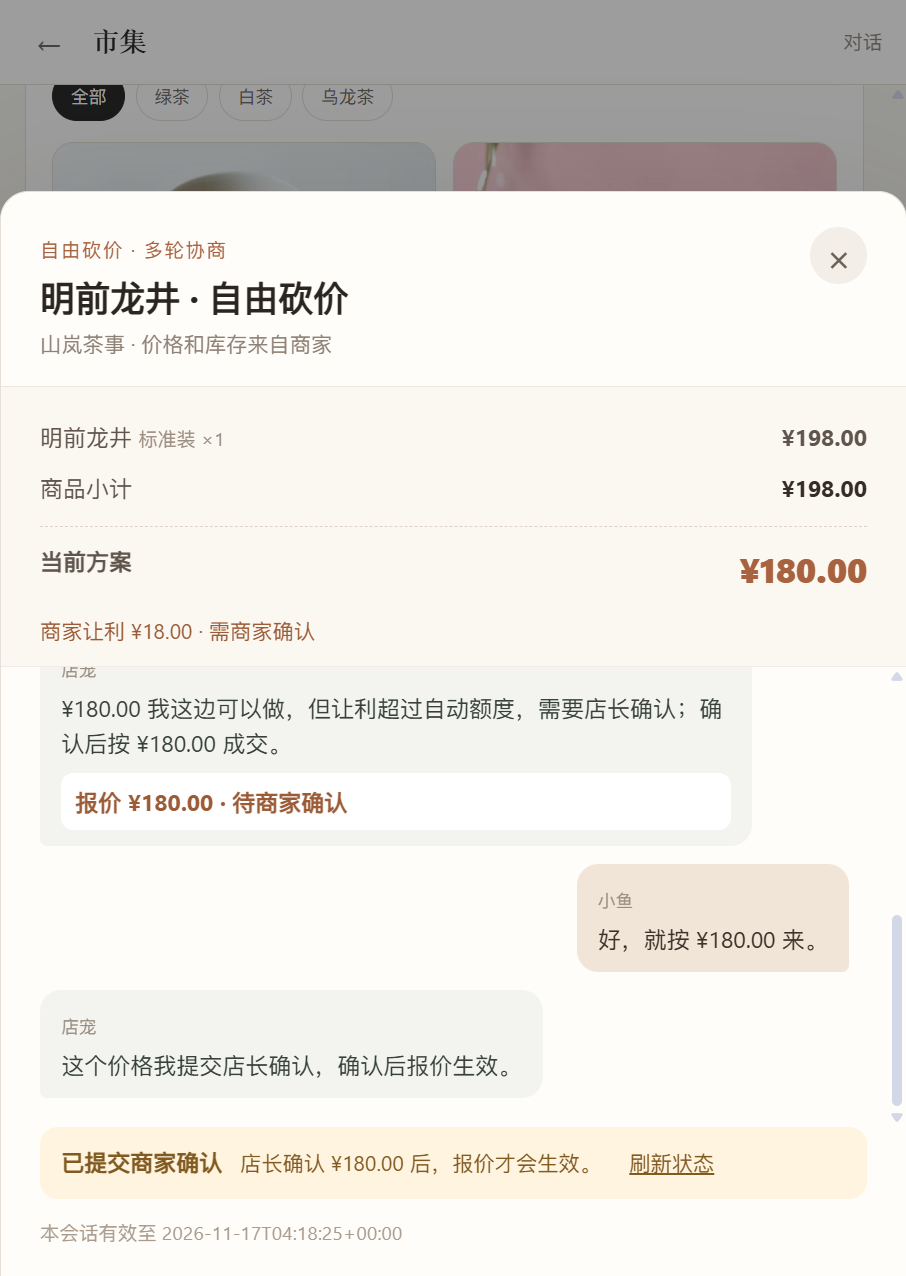 ← 市集 对话
全部 绿茶 白茶 乌龙茶
自由砍价 · 多轮协商
明前龙井 · 自由砍价
山岚茶事 · 价格和库存来自商家
明前龙井 标准装 ×1 ¥198.00
商品小计 ¥198.00
当前方案 ¥180.00
商家让利 ¥18.00 · 需商家确认
店宠
¥180.00 我这边可以做，但让利超过自动额度，需要店长确认；确
认后按 ¥180.00 成交。
报价 ¥180.00 · 待商家确认
小鱼
好，就按 ¥180.00 来。
店宠
这个价格我提交店长确认，确认后报价生效。
已提交商家确认 店长确认 ¥180.00 后，报价才会生效。 刷新状态
本会话有效至 2026-11-17T04:18:25+00:00